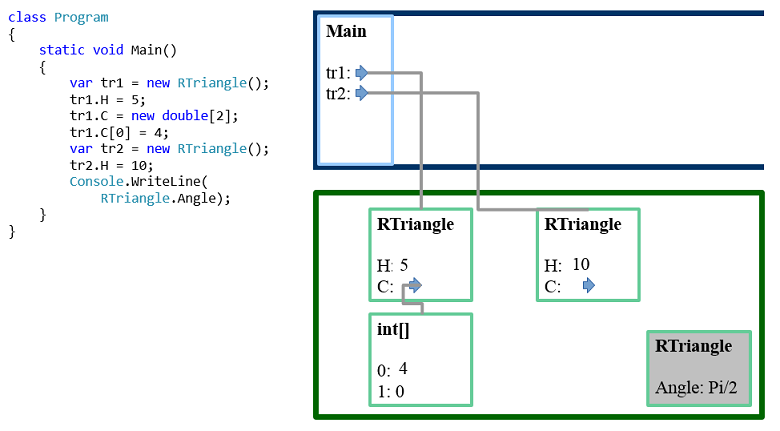 class Program
{
    static void Main()
    {
        var tr1 = new RTriangle();
        tr1.H = 5;
        tr1.C = new double[2];
        tr1.C[0] = 4;
        var tr2 = new RTriangle();
        tr2.H = 10;
        Console.WriteLine(
            RTriangle.Angle);
    }
}
Main
tr1:
tr2:
RTriangle
H: 5
C:
int[]
0: 4
1: 0
RTriangle
H: 10
C:
RTriangle
Angle: Pi/2